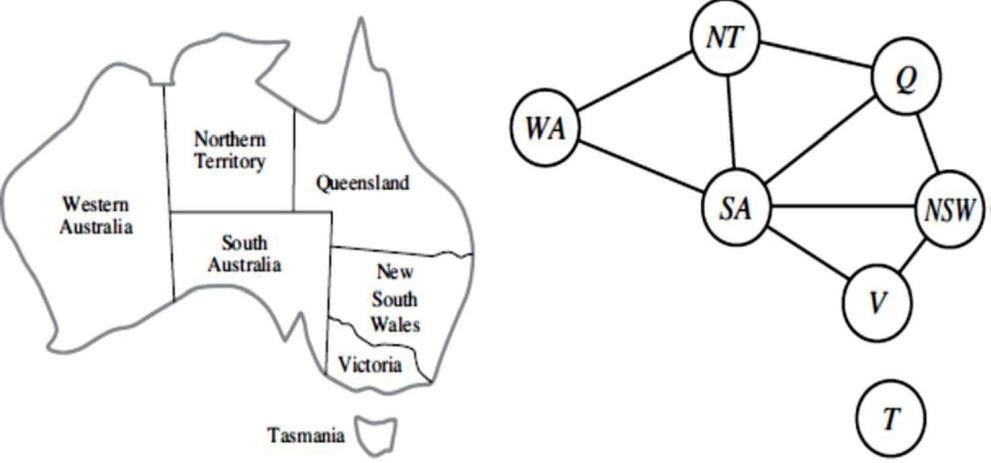 Northern
Territory
Western
Australia
Queensland
South
Australia
New
South
Wales
Victoria
Tasmania
NT
Q
WA
SA
NSW
V
T